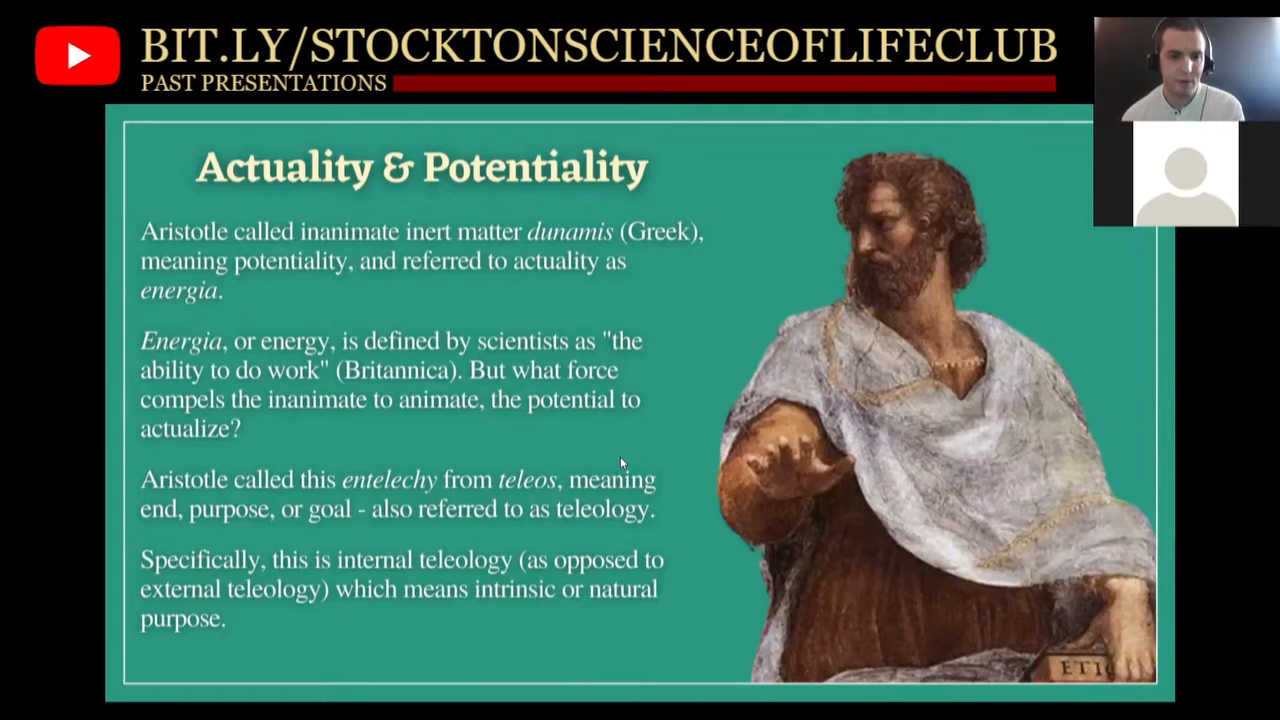 BIT.LY/STOCKTONSCIENCEOFLIFECLUB
PAST PRESENTATIONS
Actuality & Potentiality
Aristotle called inanimate inert matter dunamis (Greek),
meaning potentiality, and referred to actuality as
energia.
Energia, or energy, is defined by scientists as "the
ability to do work" (Britannica). But what force
compels the inanimate to animate, the potential to
actualize?
Aristotle called this entelechy from teleos, meaning
end, purpose, or goal - also referred to as teleology.
Specifically, this is internal teleology (as opposed to
external teleology) which means intrinsic or natural
purpose.
ETIC